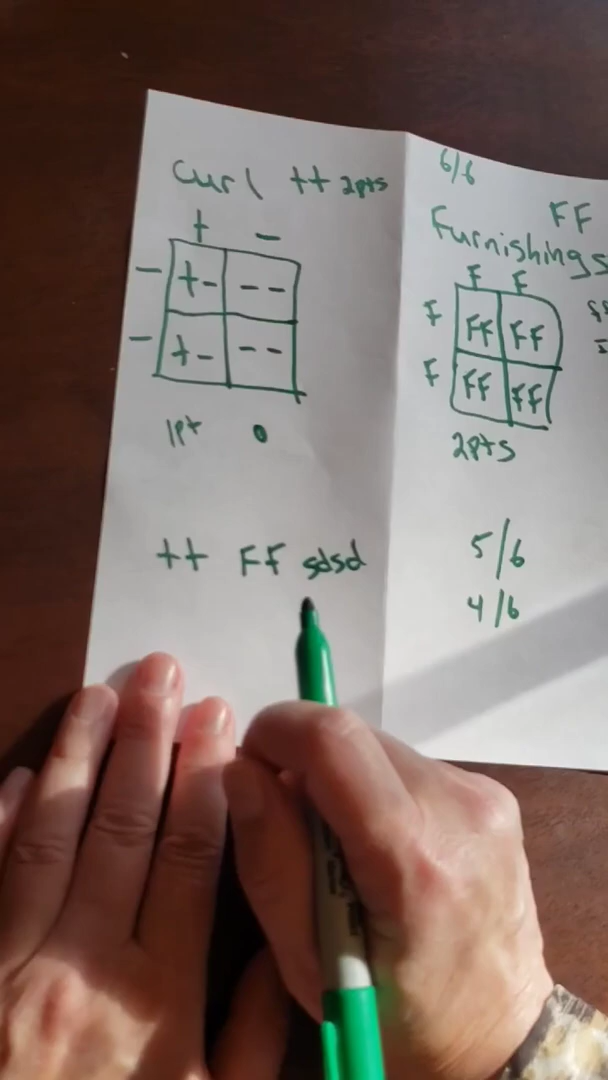 Curl ++ 2pts
+ -
- +- --
- +- --
1pt 0
++ FF sdsd
6/6
FF
Furnishings
F F
F FF FF
F FF FF
2pts
5/6
4/6